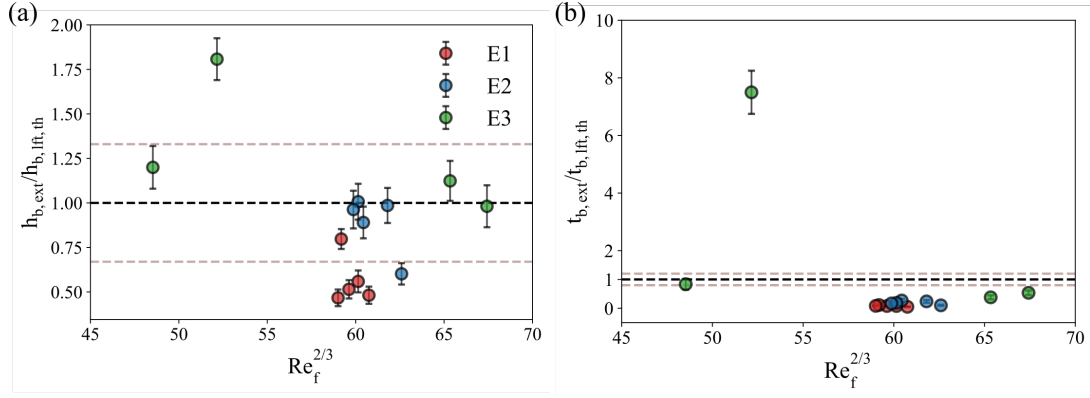 (a)
2.00
1.75
1.50
1.25
1.00
0.75
0.50
h_b,ext/h_b,lft,th
E1
E2
E3
45 50 55 60 65 70
Re_f^2/3
(b)
10
8
6
4
2
1
0
t_b,ext/t_b,lft,th
45 50 55 60 65 70
Re_f^2/3